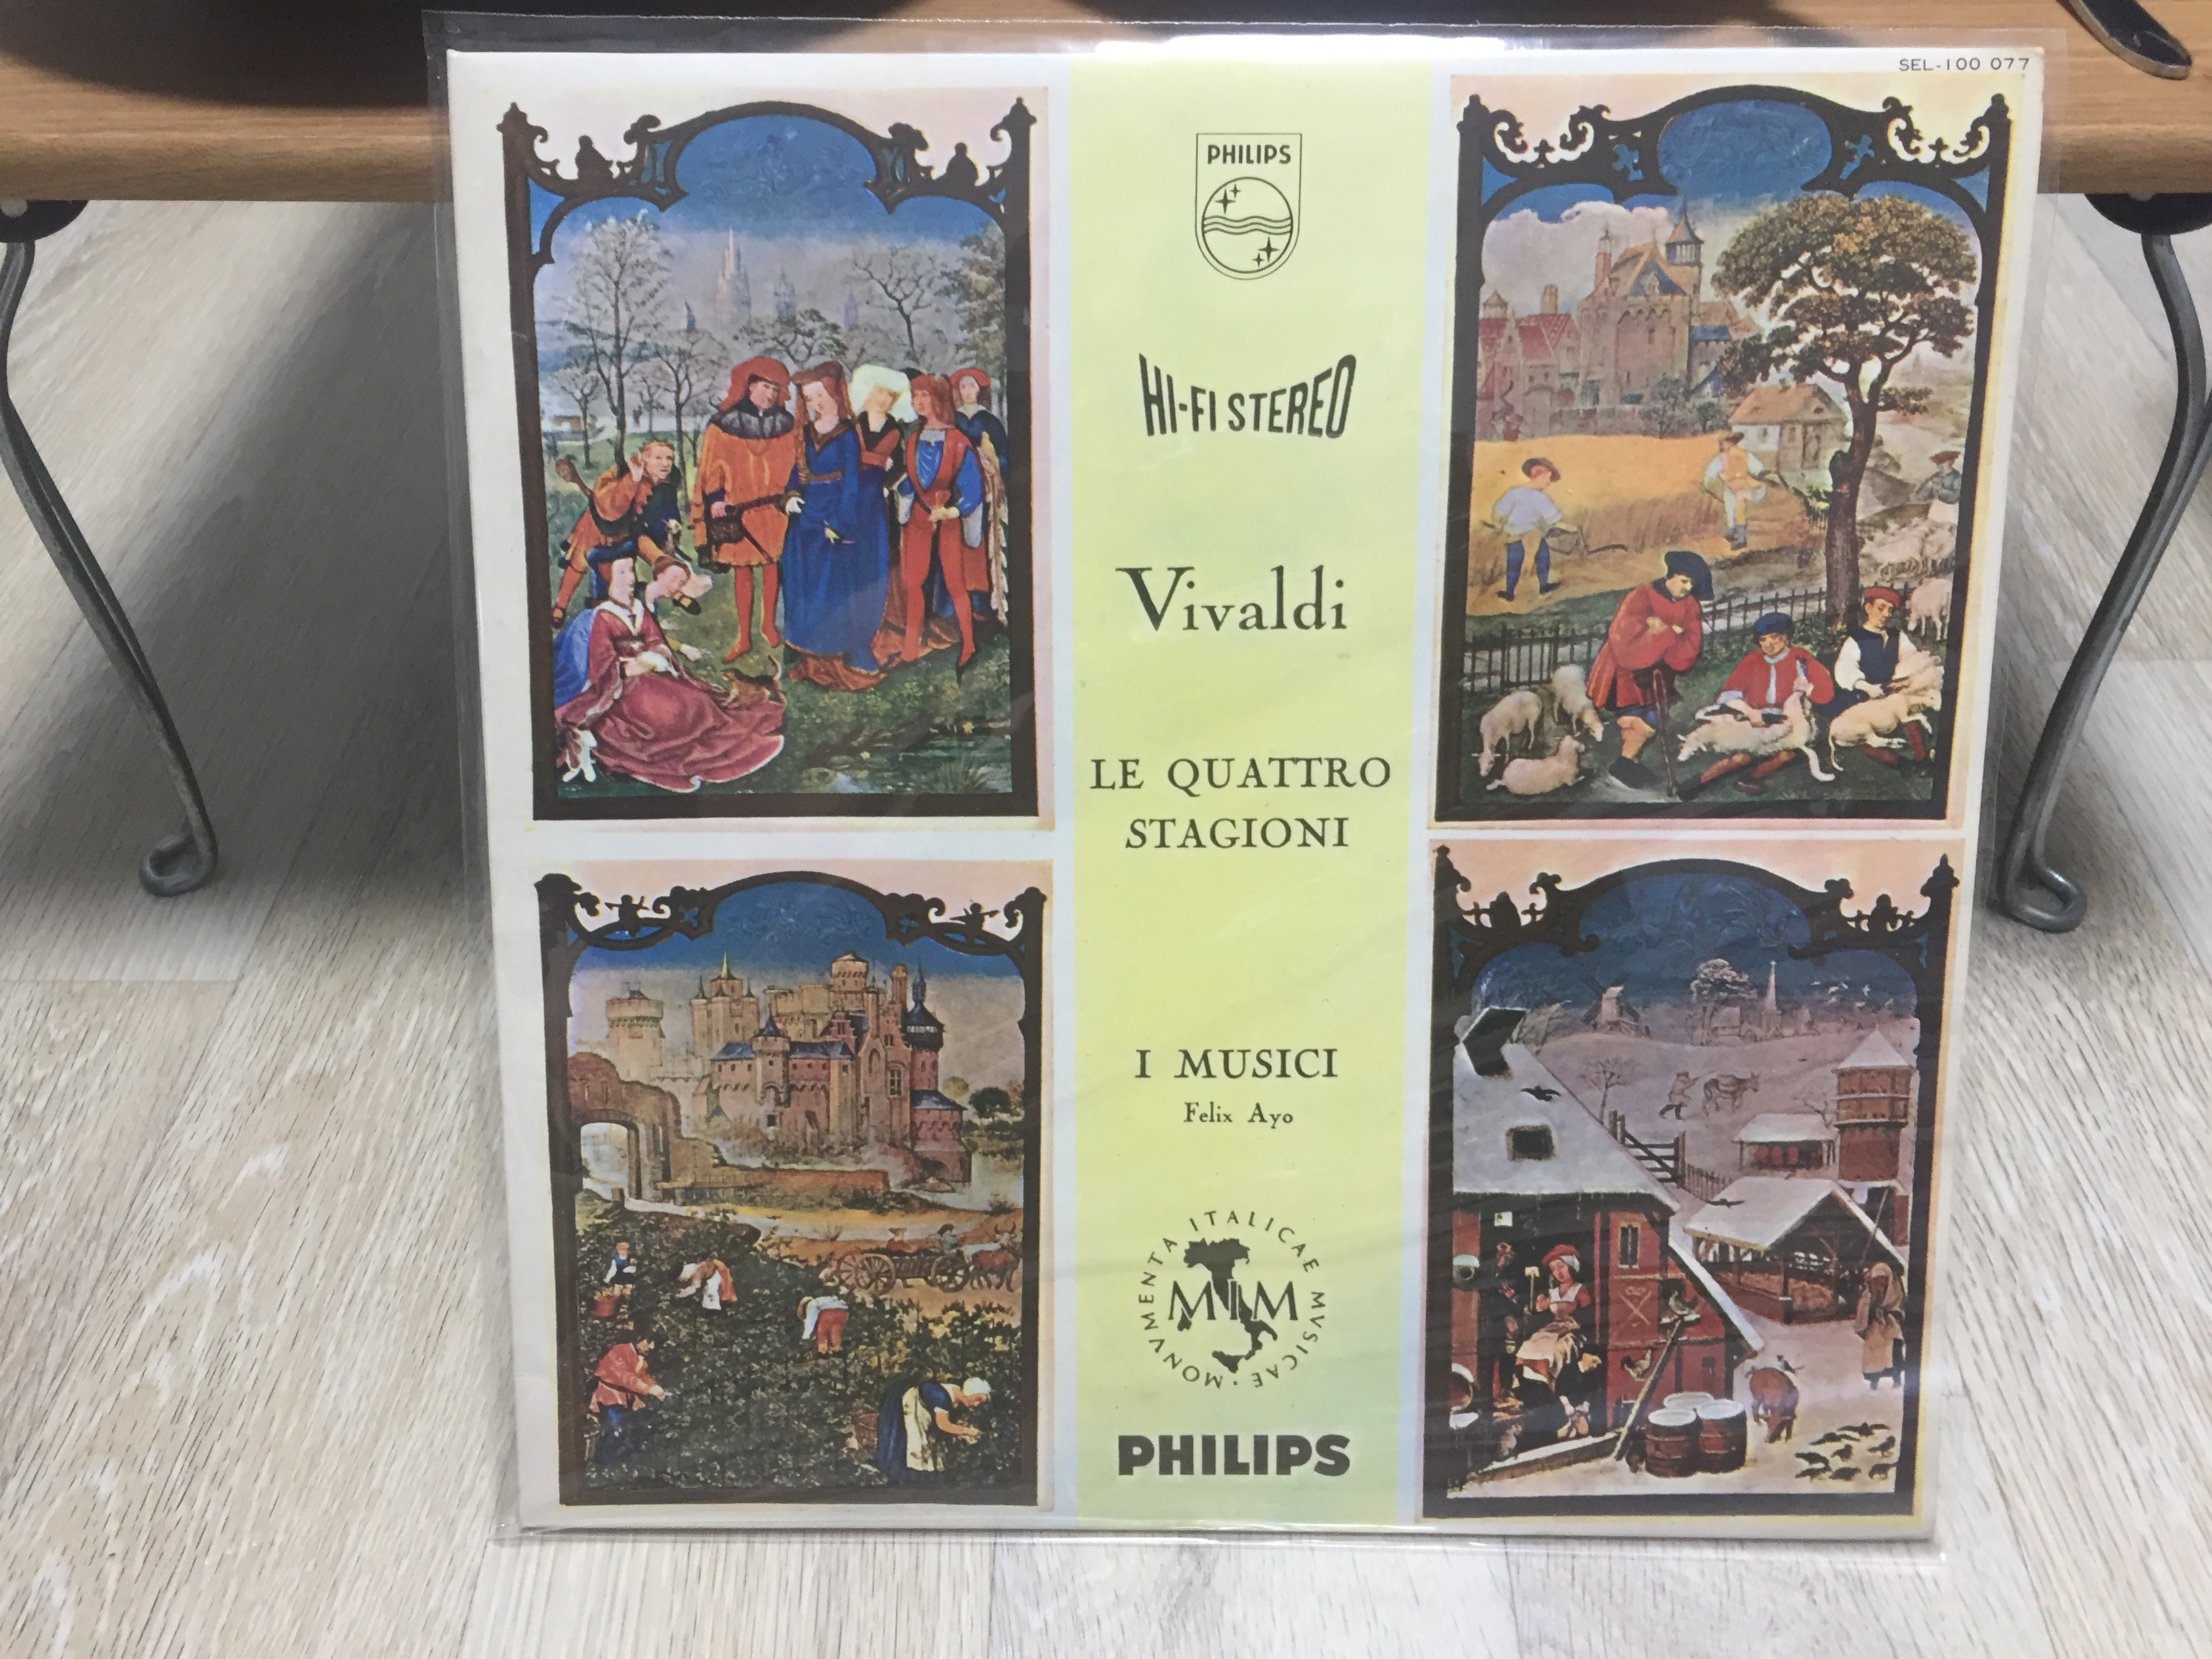 SEL-100 077
PHILIPS
HI-FI STEREO
Vivaldi
LE QUATTRO
STAGIONI
I MUSICI
Felix Ayo
MONVMENTA ITALICAE MVSICAE ·
MIM
PHILIPS